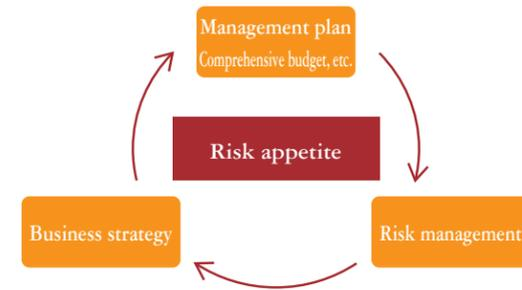 Management plan
Comprehensive budget, etc.
Risk appetite
Business strategy
Risk management